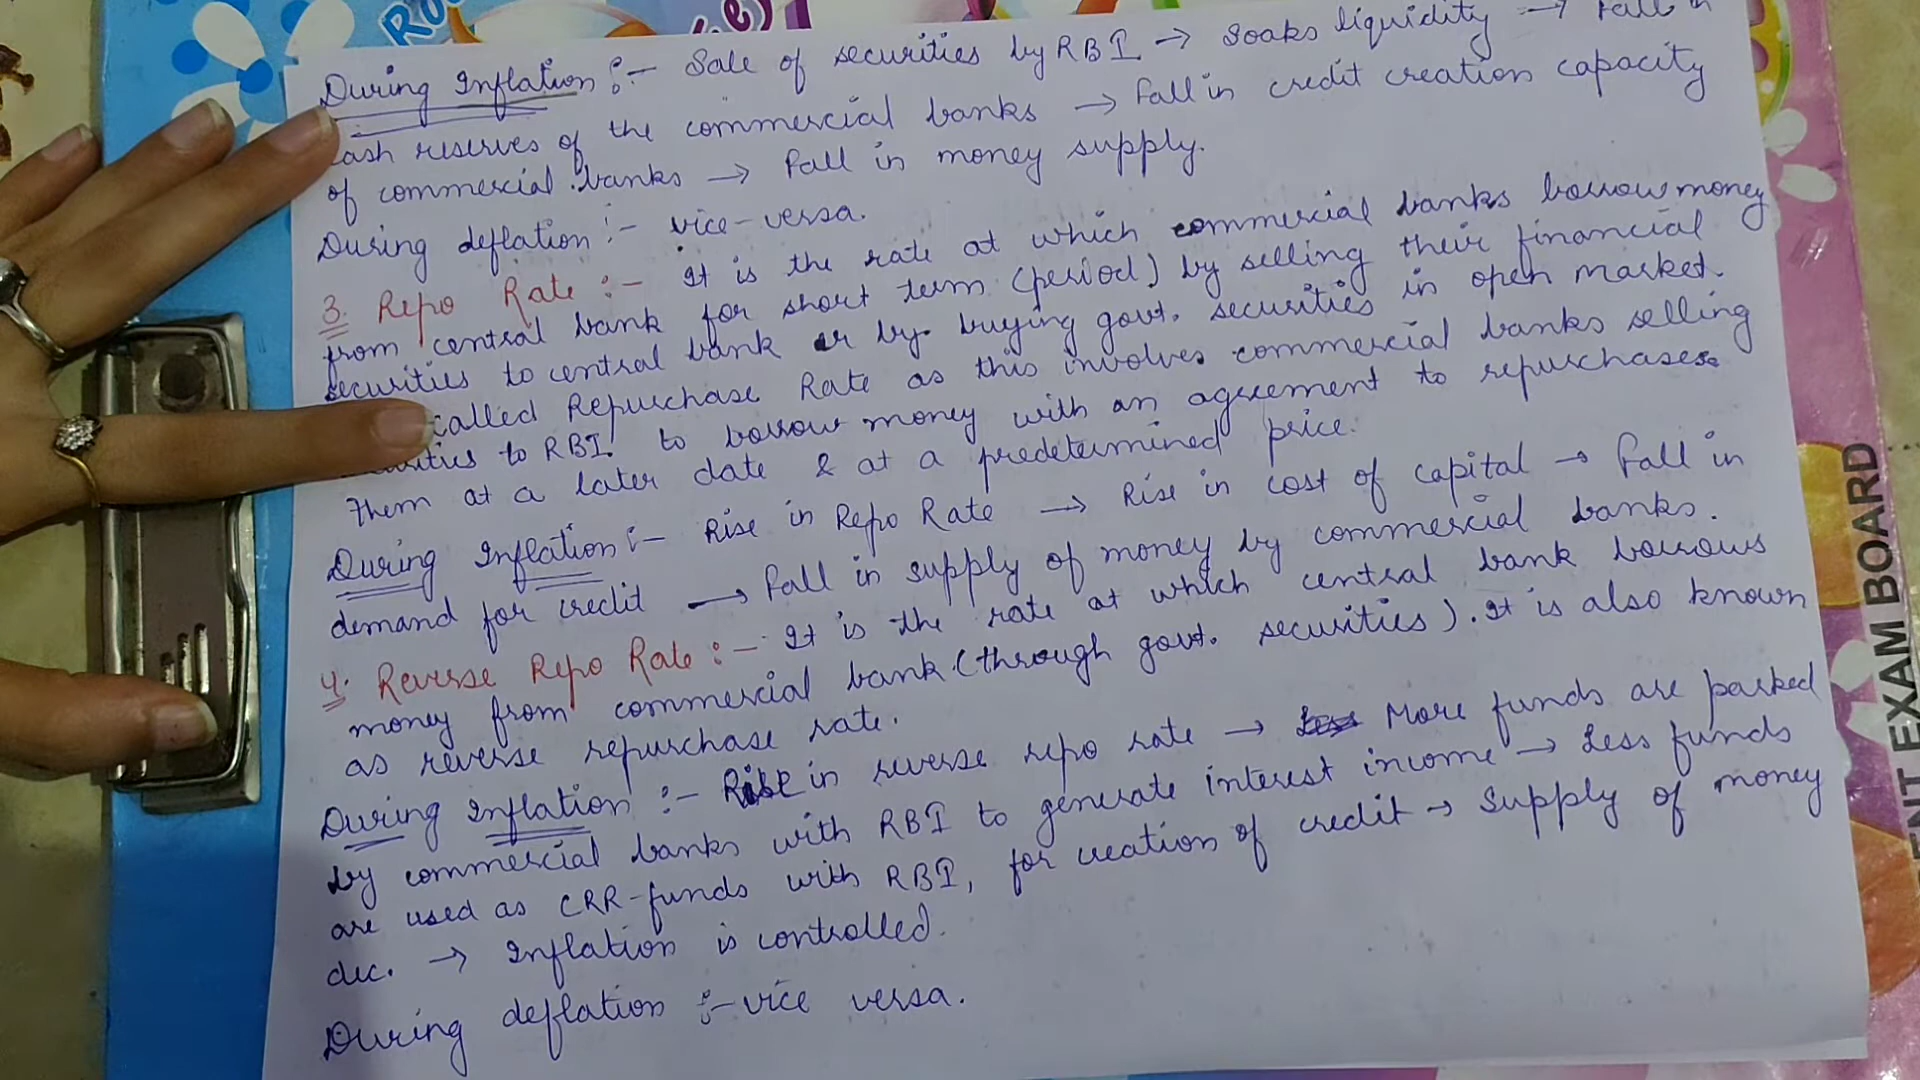 During Inflation :- Sale of securities by RBI → Soaks liquidity → Fall in
cash reserves of the commercial banks → Fall in credit creation capacity
of commercial banks → Fall in money supply.
During deflation :- vice-versa.
3. Repo Rate :- It is the rate at which commercial banks borrow money
from central bank for short term (period) by selling their financial
securities to central bank or by buying govt. securities in open market.
called Repurchase Rate as this involves commercial banks selling
to RBI to borrow money with an agreement to repurchases
them at a later date & at a predetermined price.
During Inflation :- Rise in Repo Rate → Rise in cost of capital → Fall in
demand for credit → Fall in supply of money by commercial banks.
4. Reverse Repo Rate :- It is the rate at which central bank borrows
money from commercial bank (through govt. securities). It is also known
as reverse repurchase rate.
During Inflation :- Rise in reverse repo rate → More funds are parked
by commercial banks with RBI to generate interest income → Less funds
are used as CRR-funds with RBI, for creation of credit → Supply of money
dec. → Inflation is controlled.
During deflation :- vice versa.
EXAM BOARD